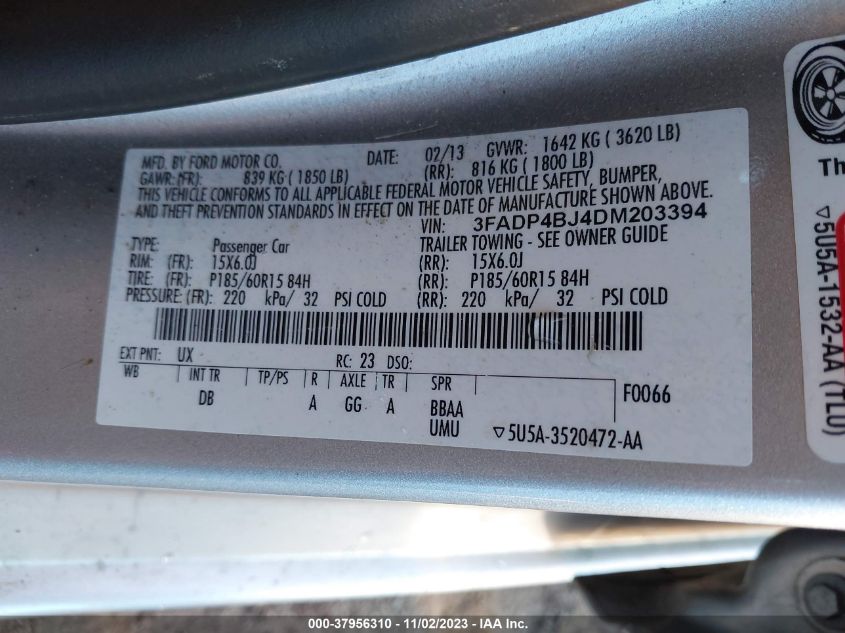 MFD. BY FORD MOTOR CO. DATE: 02/13 GVWR: 1642 KG ( 3620 LB)
GAWR: (FR): 839 KG ( 1850 LB) (RR): 816 KG ( 1800 LB)
THIS VEHICLE CONFORMS TO ALL APPLICABLE FEDERAL MOTOR VEHICLE SAFETY, BUMPER,
AND THEFT PREVENTION STANDARDS IN EFFECT ON THE DATE OF MANUFACTURE SHOWN ABOVE.
VIN: 3FADP4BJ4DM203394
TYPE: Passenger Car TRAILER TOWING - SEE OWNER GUIDE
RIM: (FR): 15X6.0J (RR): 15X6.0J
TIRE: (FR): P185/60R15 84H (RR): P185/60R15 84H
PRESSURE: (FR): 220 kPa/ 32 PSI COLD (RR): 220 kPa/ 32 PSI COLD
EXT PNT: UX RC: 23 DSO:
WB INT TR TP/PS R AXLE TR SPR F0066
DB A GG A BBAA
UMU ▽5U5A-3520472-AA
Th
▽5U5A-1532-AA (TLU)
000-37956310 - 11/02/2023 - IAA Inc.